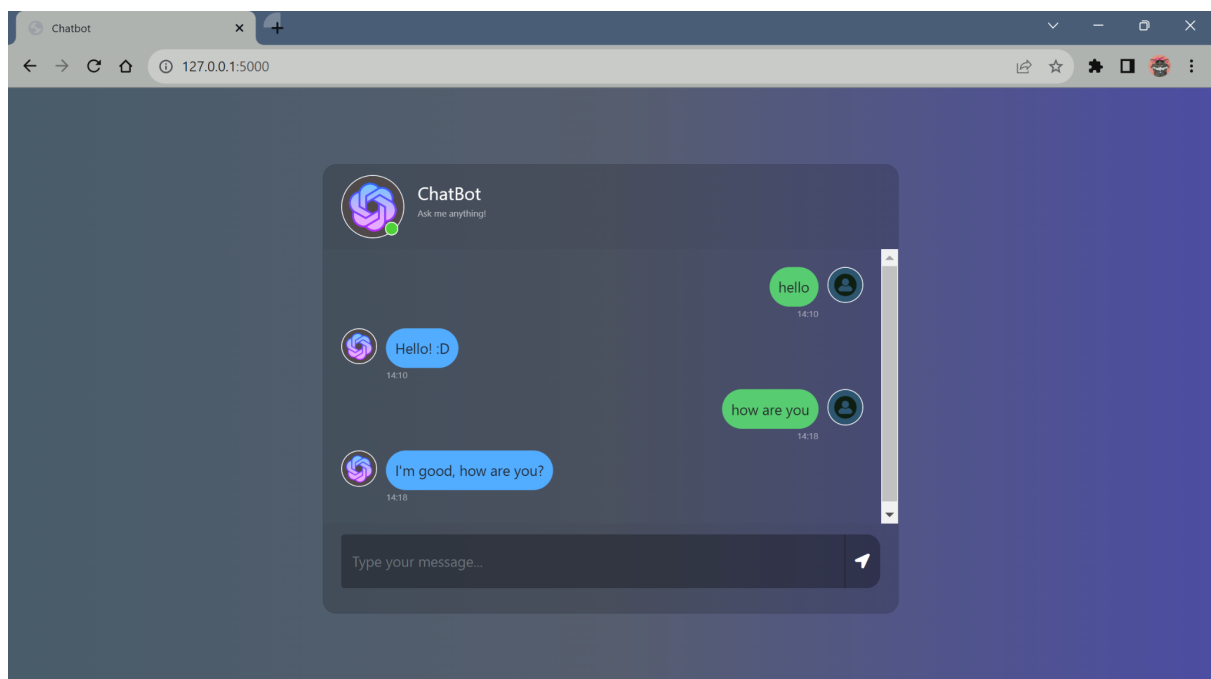 Chatbot
127.0.0.1:5000
ChatBot
Ask me anything!
hello
14:10
Hello! :D
14:10
how are you
14:18
I'm good, how are you?
14:18
Type your message...